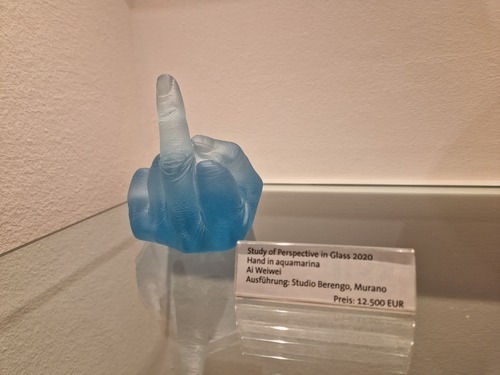 Study of Perspective in Glass 2020
Hand in aquamarina
Ai Weiwei
Ausführung: Studio Berengo, Murano
Preis: 12.500 EUR